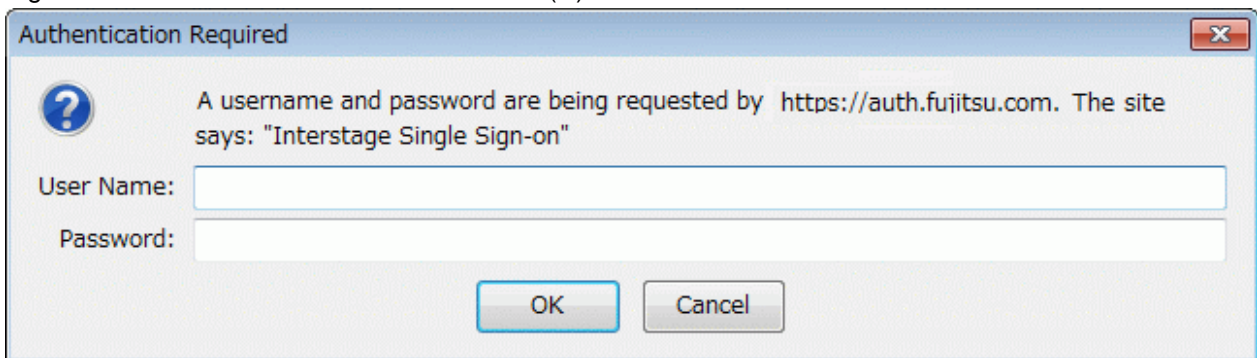 Authentication Required
A username and password are being requested by https://auth.fujitsu.com. The site
says: "Interstage Single Sign-on"
User Name:
Password:
OK Cancel